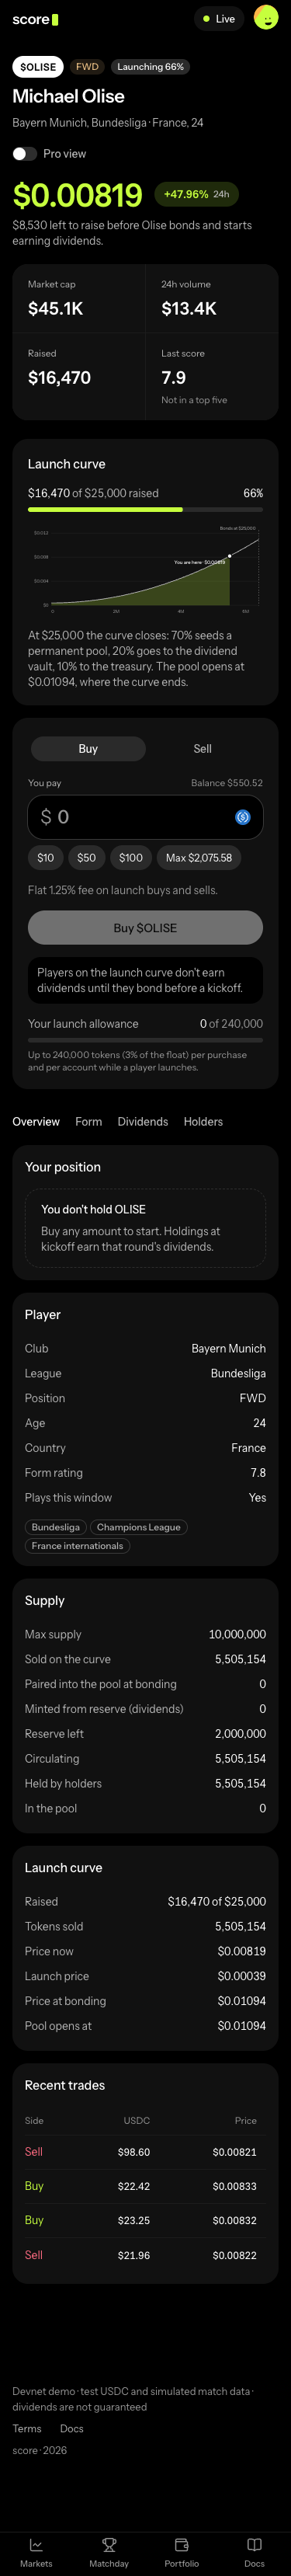 score
Live
$OLISE FWD Launching 66%
Michael Olise
Bayern Munich, Bundesliga · France, 24
Pro view
$0.00819 +47.96% 24h
$8,530 left to raise before Olise bonds and starts
earning dividends.
Market cap
$45.1K
24h volume
$13.4K
Raised
$16,470
Last score
7.9
Not in a top five
Launch curve
$16,470 of $25,000 raised 66%
Bonds at $25,000
$0.012
$0.008
You are here · $0.00819
$0.004
$0
0 2M 4M 6M
At $25,000 the curve closes: 70% seeds a
permanent pool, 20% goes to the dividend
vault, 10% to the treasury. The pool opens at
$0.01094, where the curve ends.
Buy Sell
You pay Balance $550.52
$ 0
$10 $50 $100 Max $2,075.58
Flat 1.25% fee on launch buys and sells.
Buy $OLISE
Players on the launch curve don't earn
dividends until they bond before a kickoff.
Your launch allowance 0 of 240,000
Up to 240,000 tokens (3% of the float) per purchase
and per account while a player launches.
Overview Form Dividends Holders
Your position
You don't hold OLISE
Buy any amount to start. Holdings at
kickoff earn that round's dividends.
Player
Club Bayern Munich
League Bundesliga
Position FWD
Age 24
Country France
Form rating 7.8
Plays this window Yes
Bundesliga Champions League
France internationals
Supply
Max supply 10,000,000
Sold on the curve 5,505,154
Paired into the pool at bonding 0
Minted from reserve (dividends) 0
Reserve left 2,000,000
Circulating 5,505,154
Held by holders 5,505,154
In the pool 0
Launch curve
Raised $16,470 of $25,000
Tokens sold 5,505,154
Price now $0.00819
Launch price $0.00039
Price at bonding $0.01094
Pool opens at $0.01094
Recent trades
Side USDC Price
Sell $98.60 $0.00821
Buy $22.42 $0.00833
Buy $23.25 $0.00832
Sell $21.96 $0.00822
Devnet demo · test USDC and simulated match data ·
dividends are not guaranteed
Terms Docs
score · 2026
Markets Matchday Portfolio Docs